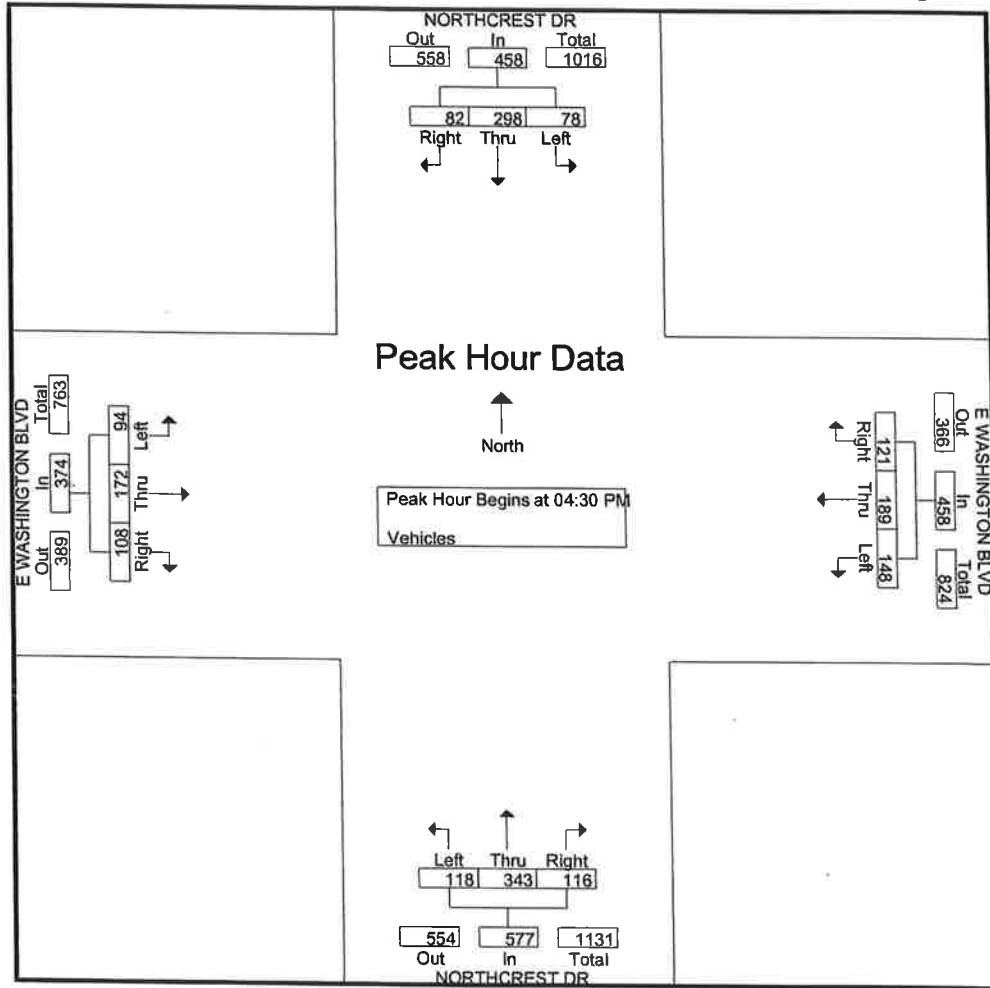 NORTHCREST DR
Out In Total
558 458 1016
82 298 78
Right Thru Left
Peak Hour Data
North
Peak Hour Begins at 04:30 PM
Vehicles
E WASHINGTON BLVD
Out In Total
389 374 763
94 172 108
Left Thru Right
E WASHINGTON BLVD
Out In Total
366 458 824
121 189 148
Right Thru Left
Left Thru Right
118 343 116
554 577 1131
Out In Total
NORTHCREST DR